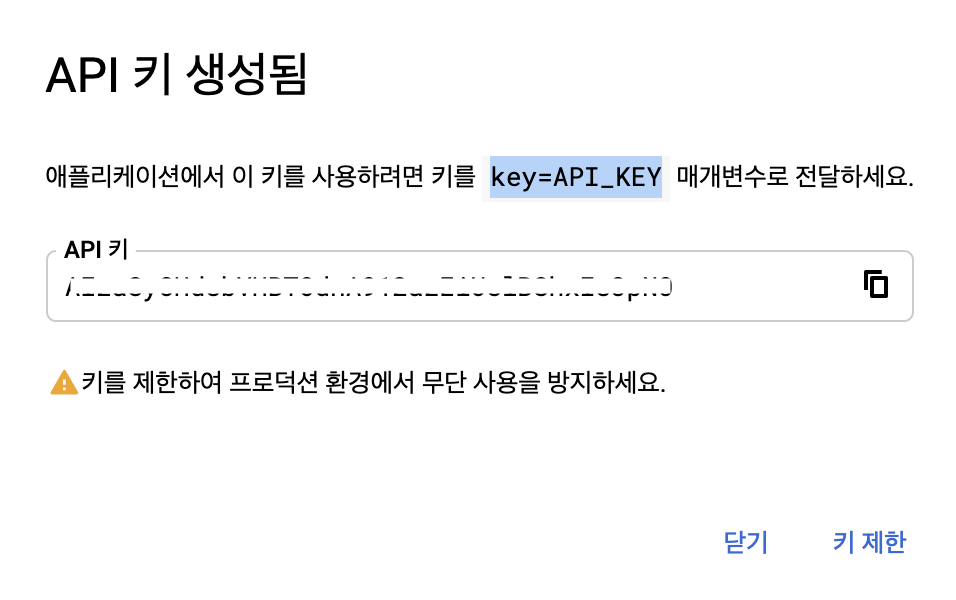 API 키 생성됨
애플리케이션에서 이 키를 사용하려면 키를 key=API_KEY 매개변수로 전달하세요.
API 키
키를 제한하여 프로덕션 환경에서 무단 사용을 방지하세요.
닫기 키 제한